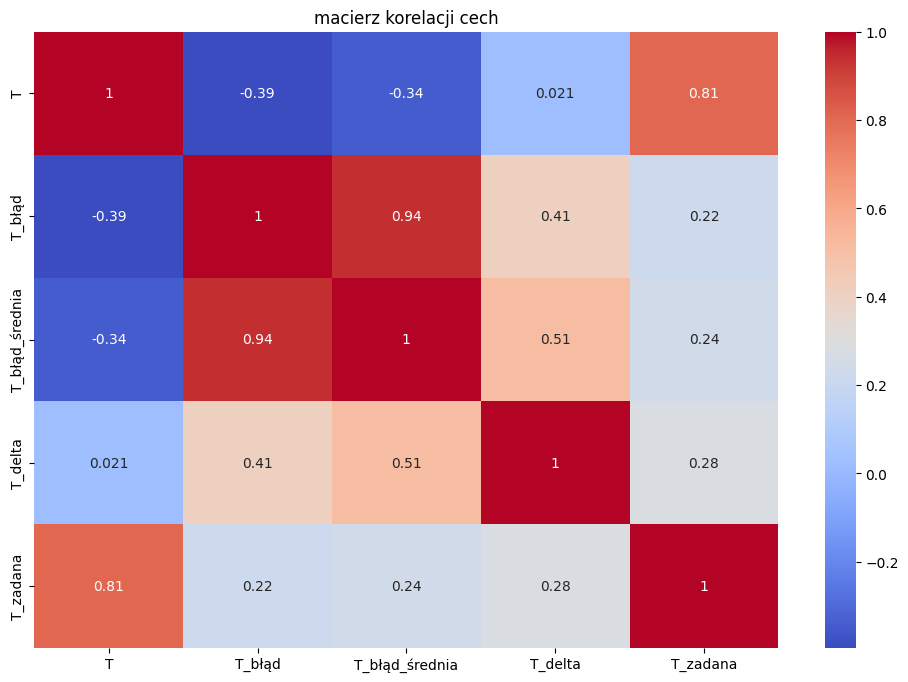 macierz korelacji cech
T
1
-0.39
-0.34
0.021
0.81
T_błąd
-0.39
1
0.94
0.41
0.22
T_błąd_średnia
-0.34
0.94
1
0.51
0.24
T_delta
0.021
0.41
0.51
1
0.28
T_zadana
0.81
0.22
0.24
0.28
1
T
T_błąd
T_błąd_średnia
T_delta
T_zadana
1.0
0.8
0.6
0.4
0.2
0.0
−0.2